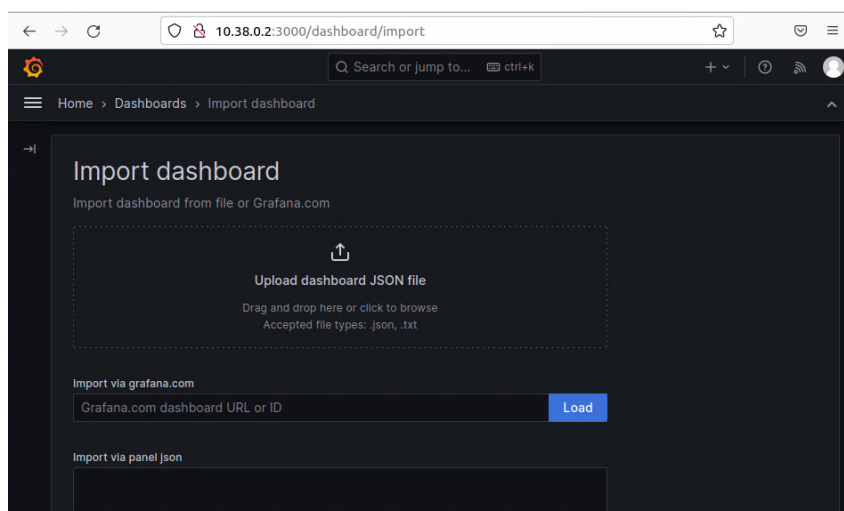 10.38.0.2:3000/dashboard/import
Search or jump to... ctrl+k
Home › Dashboards › Import dashboard
Import dashboard
Import dashboard from file or Grafana.com
Upload dashboard JSON file
Drag and drop here or click to browse
Accepted file types: .json, .txt
Import via grafana.com
Grafana.com dashboard URL or ID Load
Import via panel json